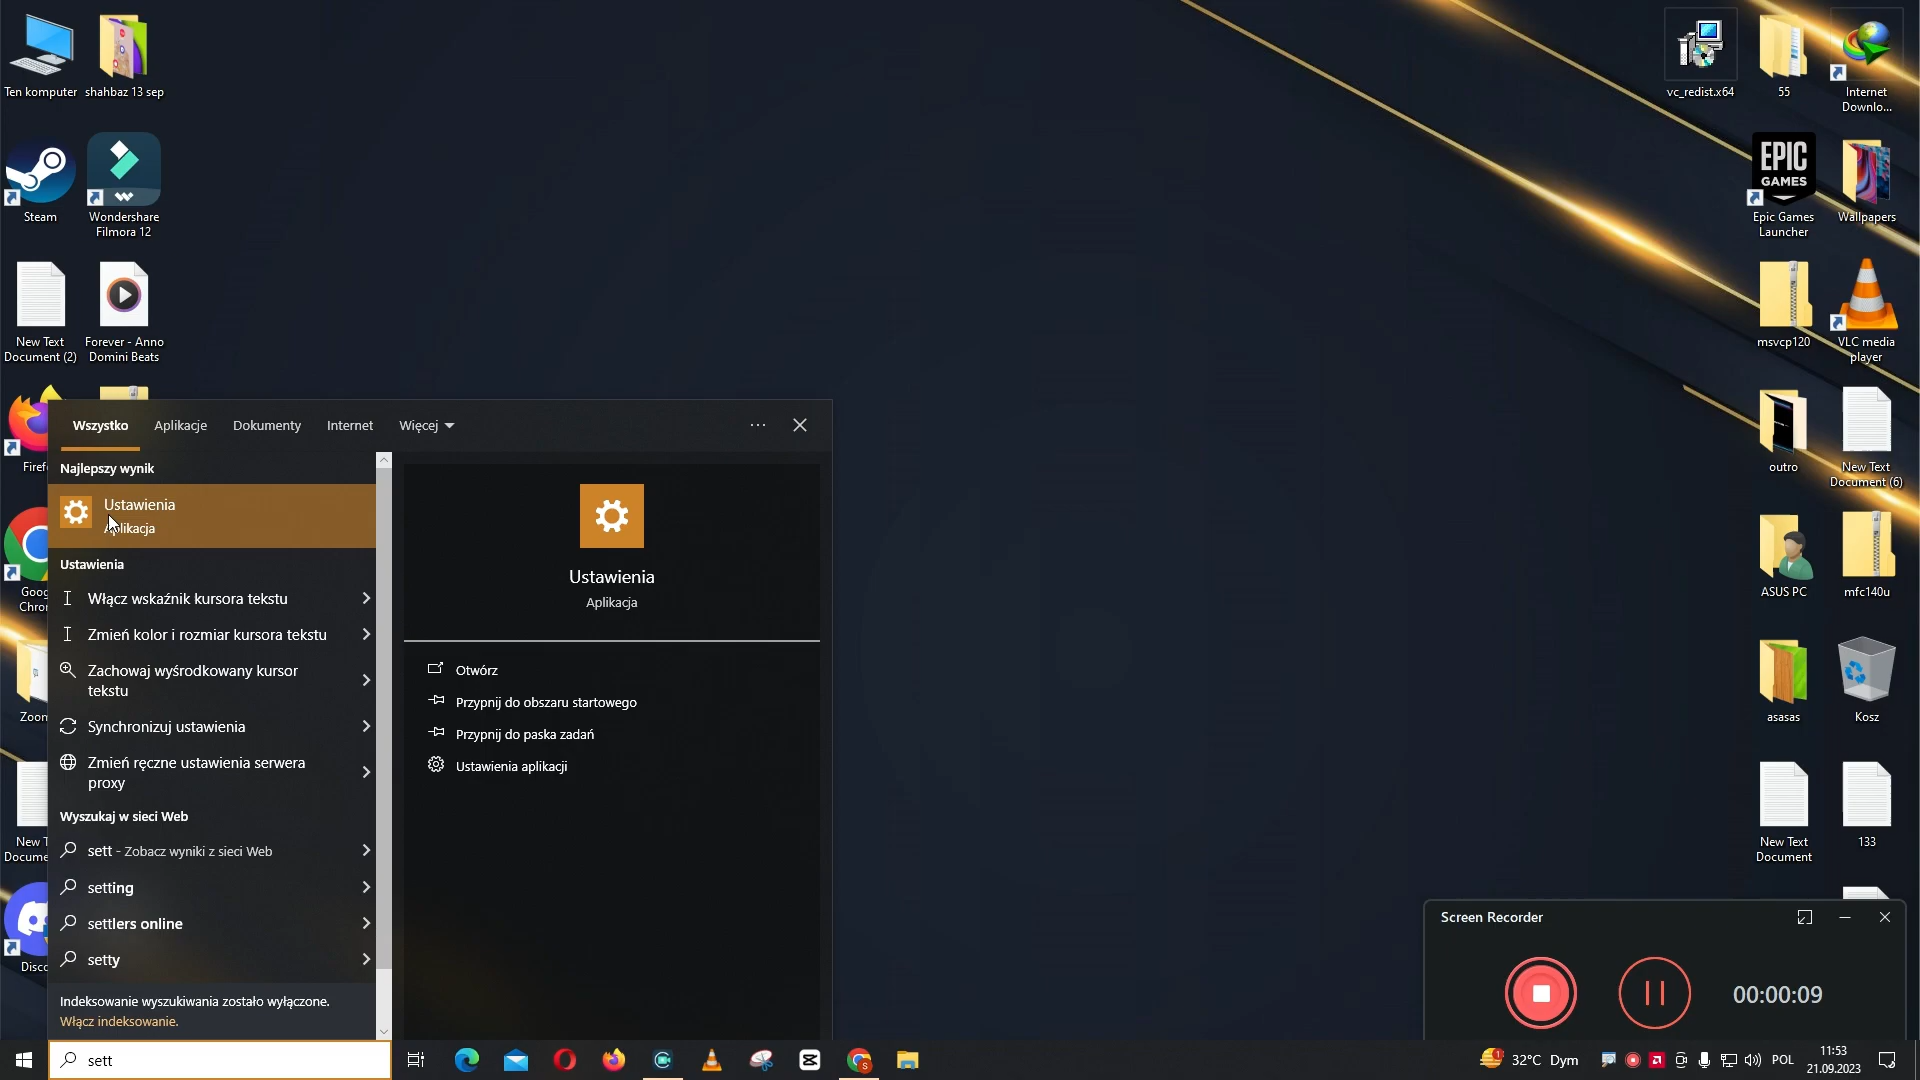 Ten komputer
shahbaz 13 sep
Steam
Wondershare
Filmora 12
New Text
Document (2)
Forever - Anno
Domini Beats
vc_redist.x64
55
Internet
Downlo...
EPIC
GAMES
Epic Games
Launcher
Wallpapers
msvcp120
VLC media
player
outro
New Text
Document (6)
ASUS PC
mfc140u
asasas
Kosz
New Text
Document
133
Wszystko
Aplikacje
Dokumenty
Internet
Więcej
Najlepszy wynik
Ustawienia
Aplikacja
Ustawienia
Włącz wskaźnik kursora tekstu
Zmień kolor i rozmiar kursora tekstu
Zachowaj wyśrodkowany kursor
tekstu
Synchronizuj ustawienia
Zmień ręczne ustawienia serwera
proxy
Wyszukaj w sieci Web
sett - Zobacz wyniki z sieci Web
setting
settlers online
setty
Indeksowanie wyszukiwania zostało wyłączone.
Włącz indeksowanie.
Ustawienia
Aplikacja
Otwórz
Przypnij do obszaru startowego
Przypnij do paska zadań
Ustawienia aplikacji
Screen Recorder
00:00:09
sett
32°C Dym
POL
11:53
21.09.2023